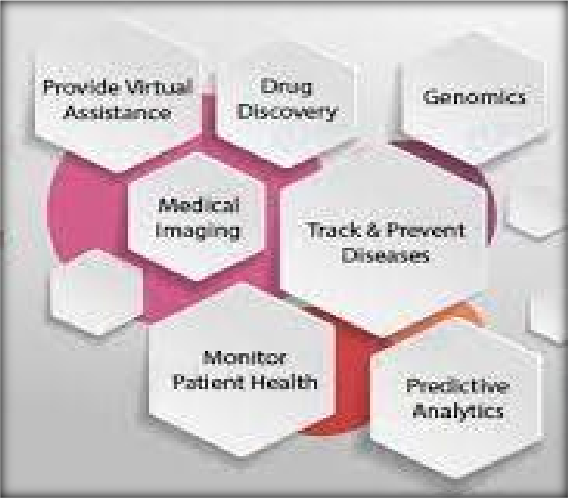 Provide Virtual
Assistance
Drug
Discovery
Genomics
Medical
Imaging
Track & Prevent
Diseases
Monitor
Patient Health
Predictive
Analytics